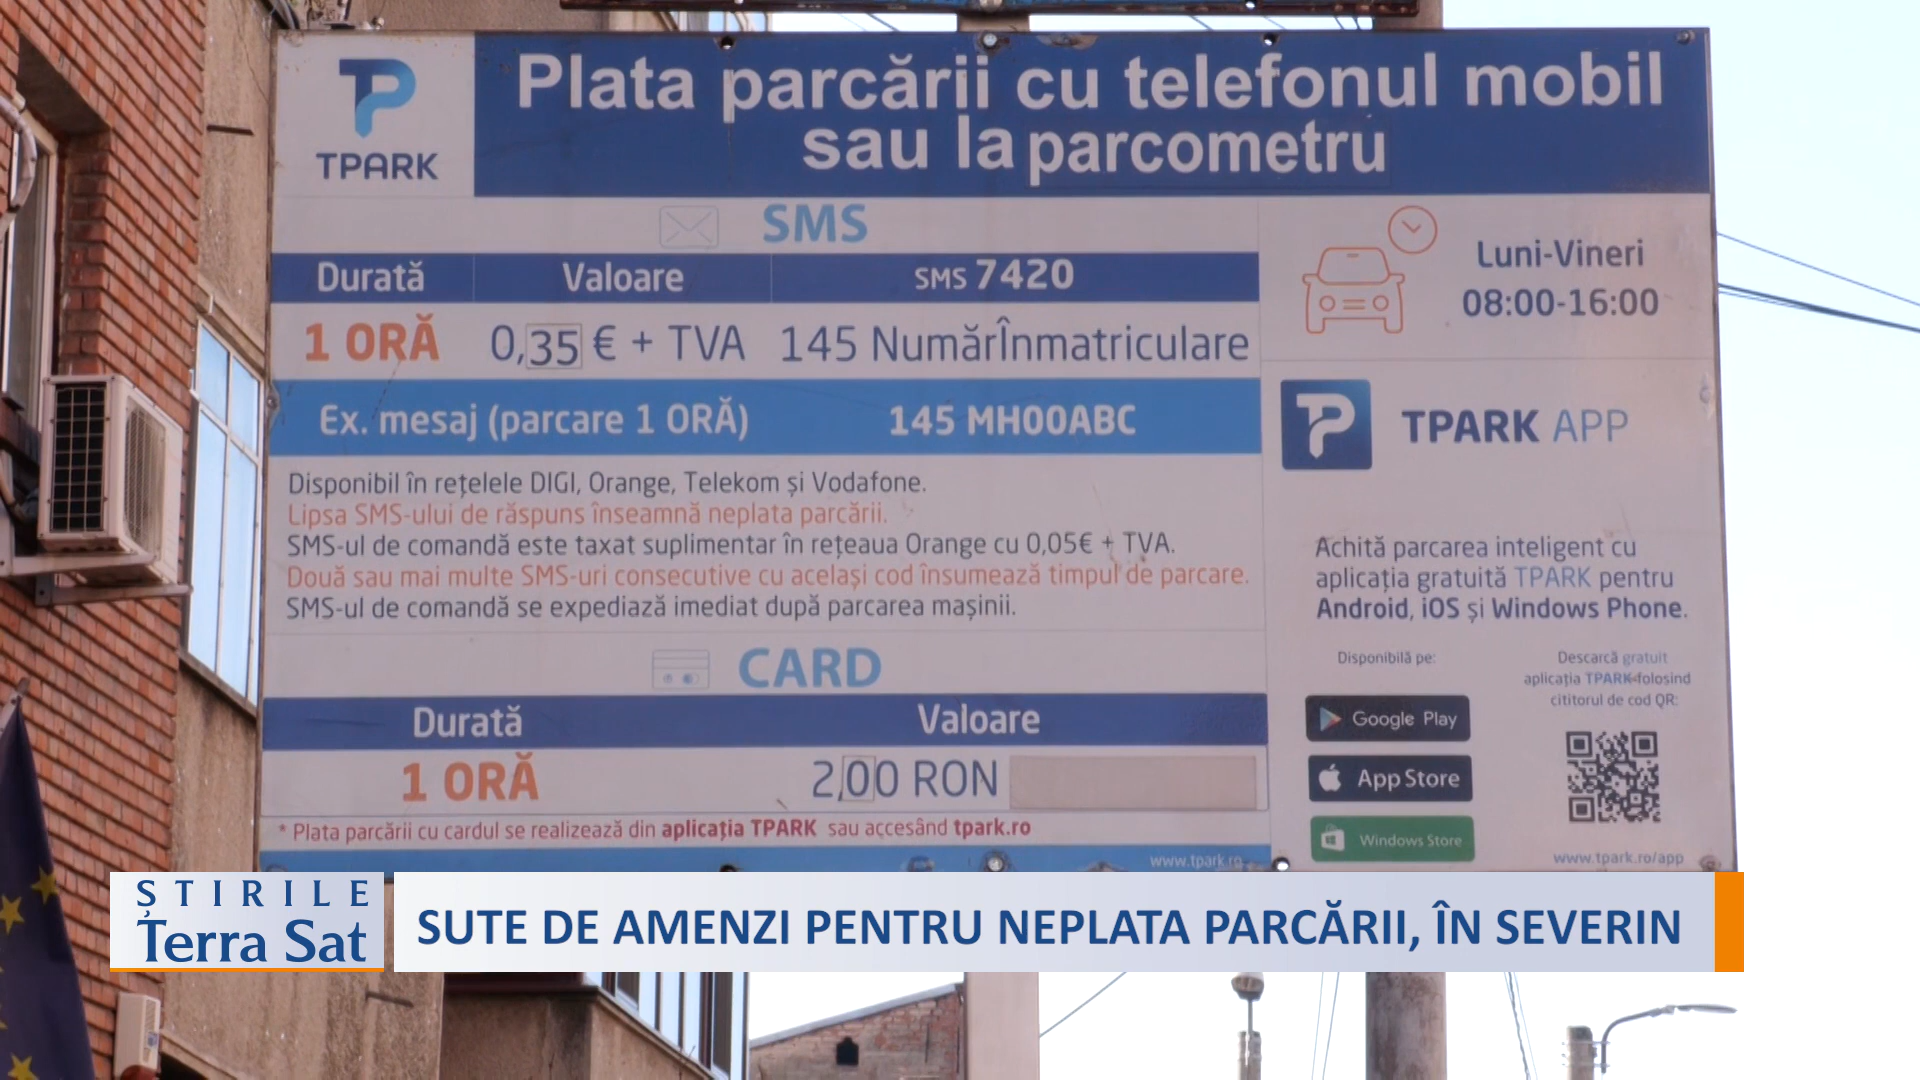 TPARK
Plata parcării cu telefonul mobil
sau la parcometru
SMS
Durată Valoare SMS 7420
1 ORĂ 0,35 € + TVA 145 NumărÎnmatriculare
Ex. mesaj (parcare 1 ORĂ) 145 MH00ABC
Disponibil în rețelele DIGI, Orange, Telekom și Vodafone.
Lipsa SMS-ului de răspuns înseamnă neplata parcării.
SMS-ul de comandă este taxat suplimentar în rețeaua Orange cu 0,05€ + TVA.
Două sau mai multe SMS-uri consecutive cu același cod însumează timpul de parcare.
SMS-ul de comandă se expediază imediat după parcarea mașinii.
CARD
Durată Valoare
1 ORĂ 2,00 RON
* Plata parcării cu cardul se realizează din aplicația TPARK sau accesând tpark.ro
www.tpark.ro
Luni-Vineri
08:00-16:00
TPARK APP
Achită parcarea inteligent cu
aplicația gratuită TPARK pentru
Android, iOS și Windows Phone.
Disponibilă pe:
Google Play
App Store
Windows Store
Descarcă gratuit
aplicația TPARK folosind
cititorul de cod QR:
www.tpark.ro/app
ȘTIRILE
Terra Sat
SUTE DE AMENZI PENTRU NEPLATA PARCĂRII, ÎN SEVERIN